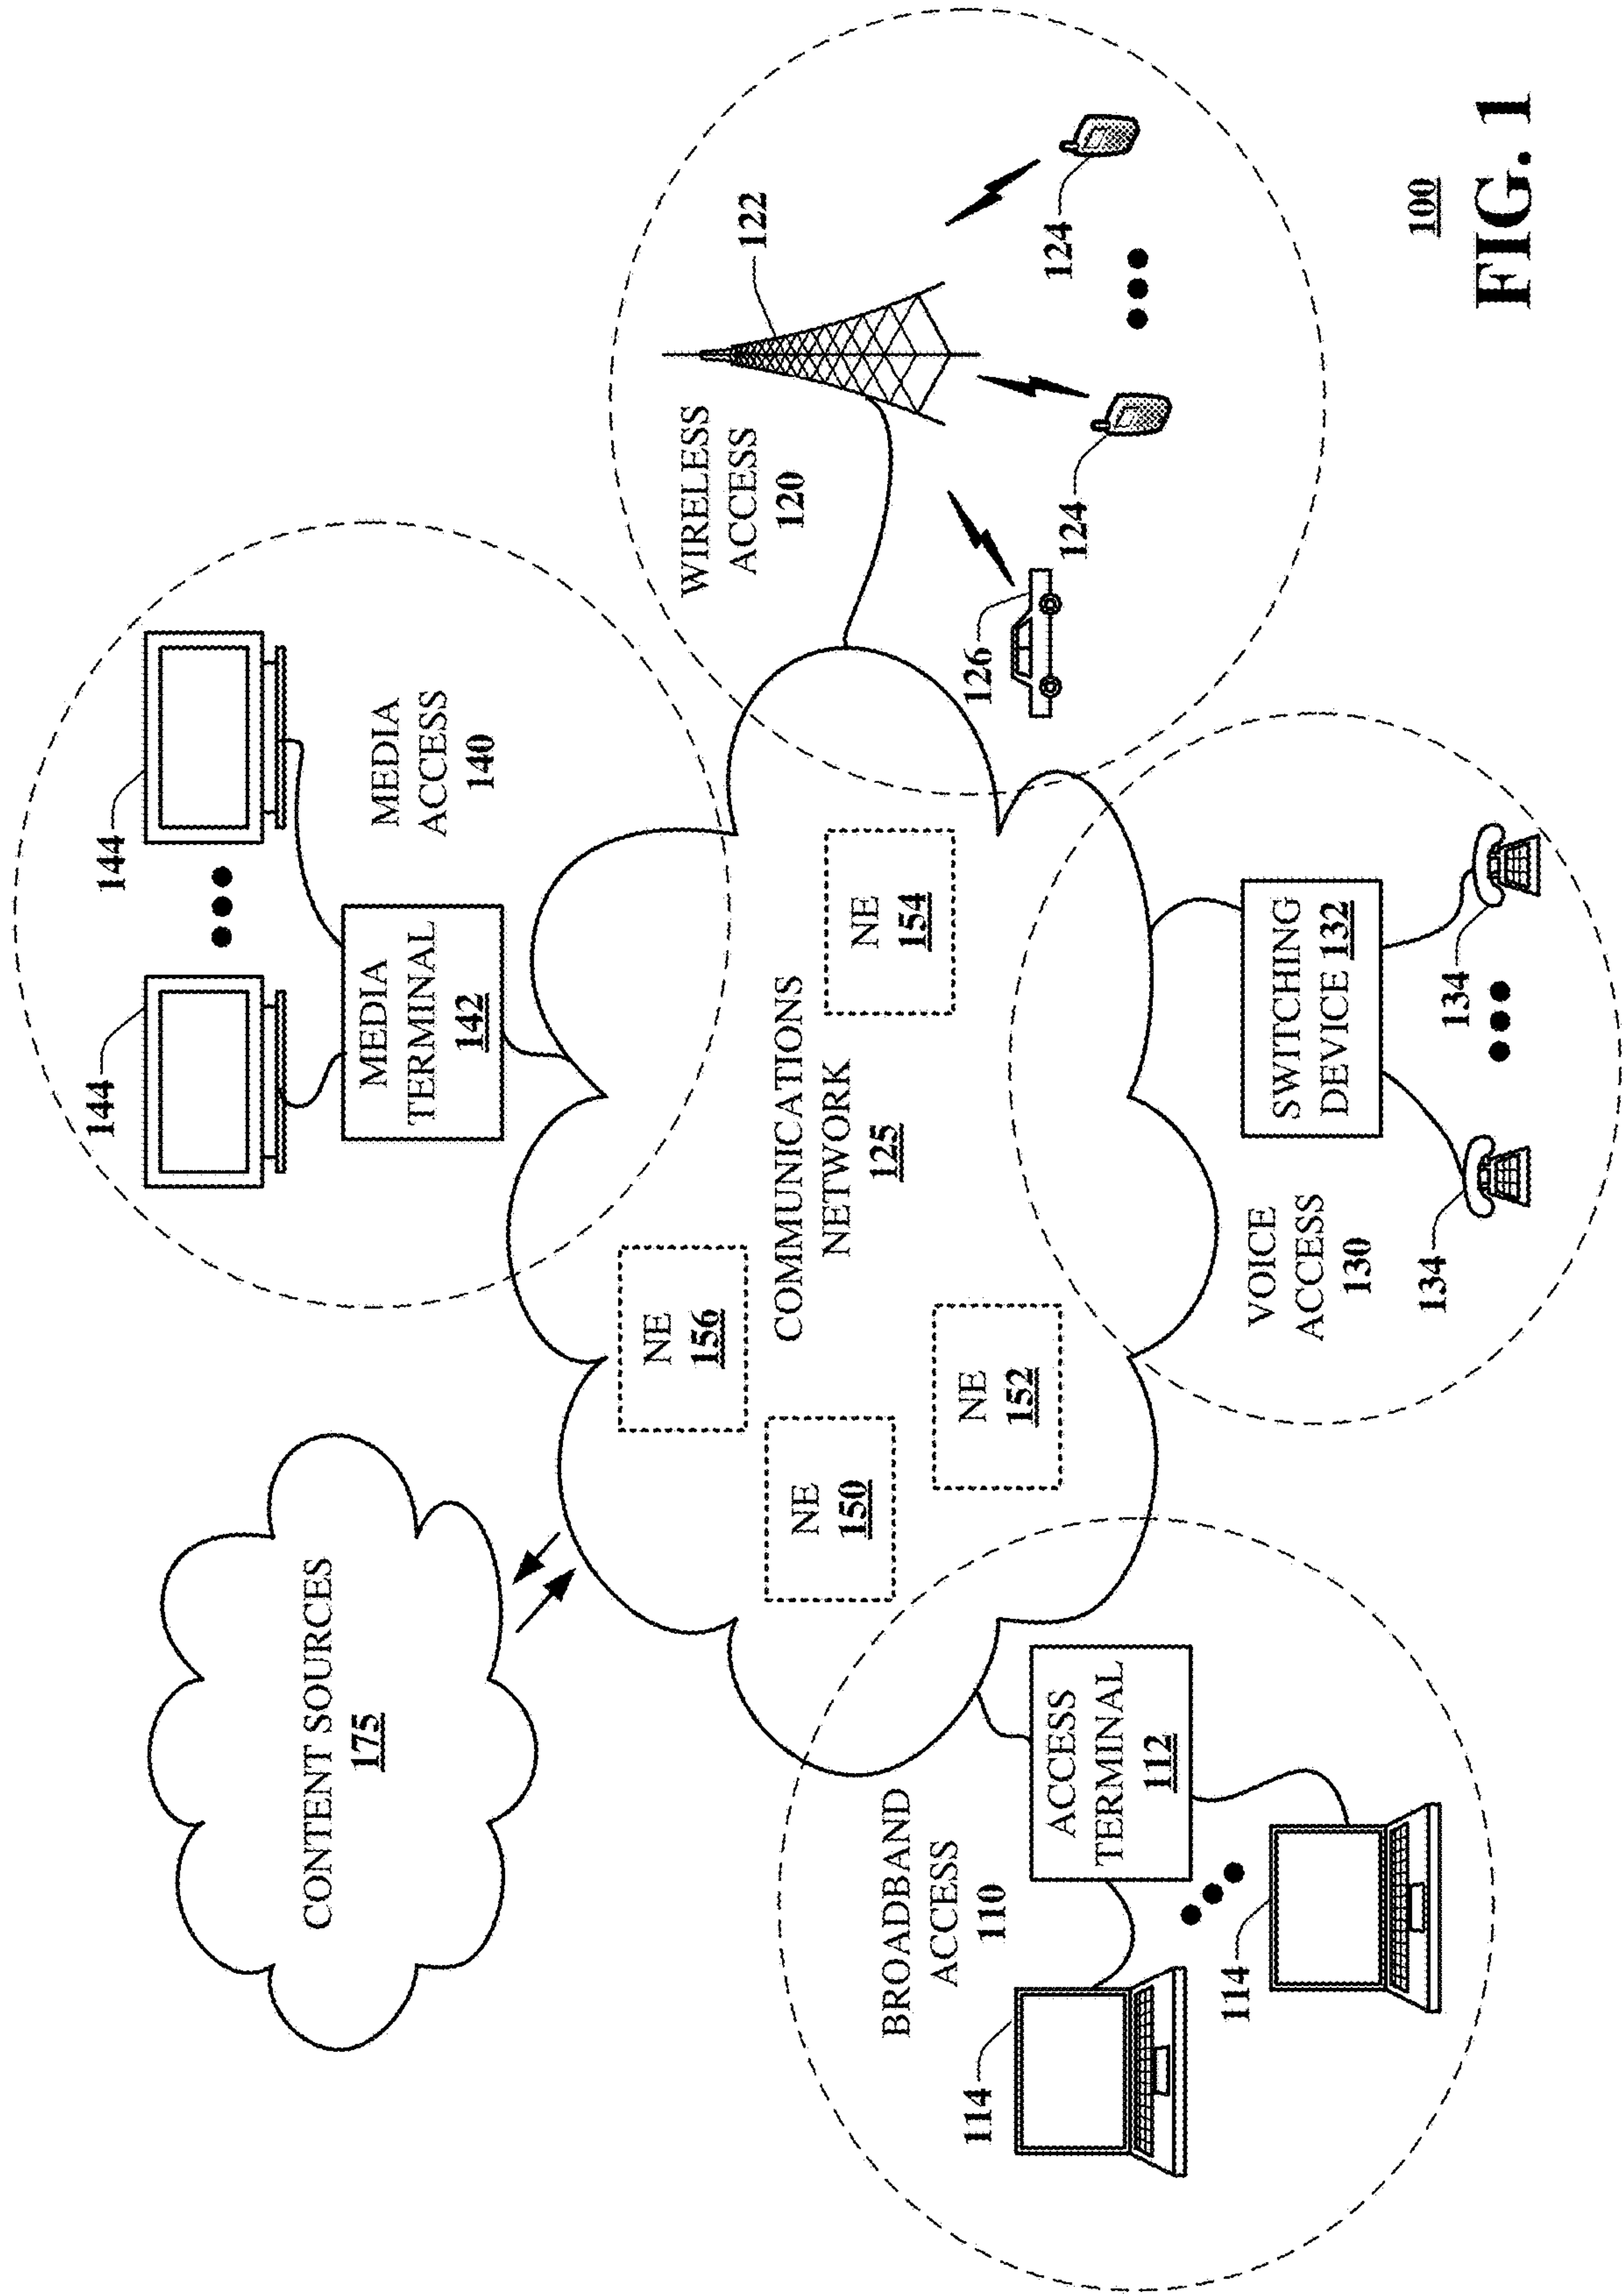 CONTENT SOURCES
175
144
144
MEDIA
TERMINAL
142
MEDIA
ACCESS
140
NE
156
NE
150
NE
152
COMMUNICATIONS
NETWORK
125
NE
154
WIRELESS
ACCESS
120
122
124
124
126
BROADBAND
ACCESS
110
ACCESS
TERMINAL
112
114
114
VOICE
ACCESS
130
SWITCHING
DEVICE 132
134
134
100
FIG. 1